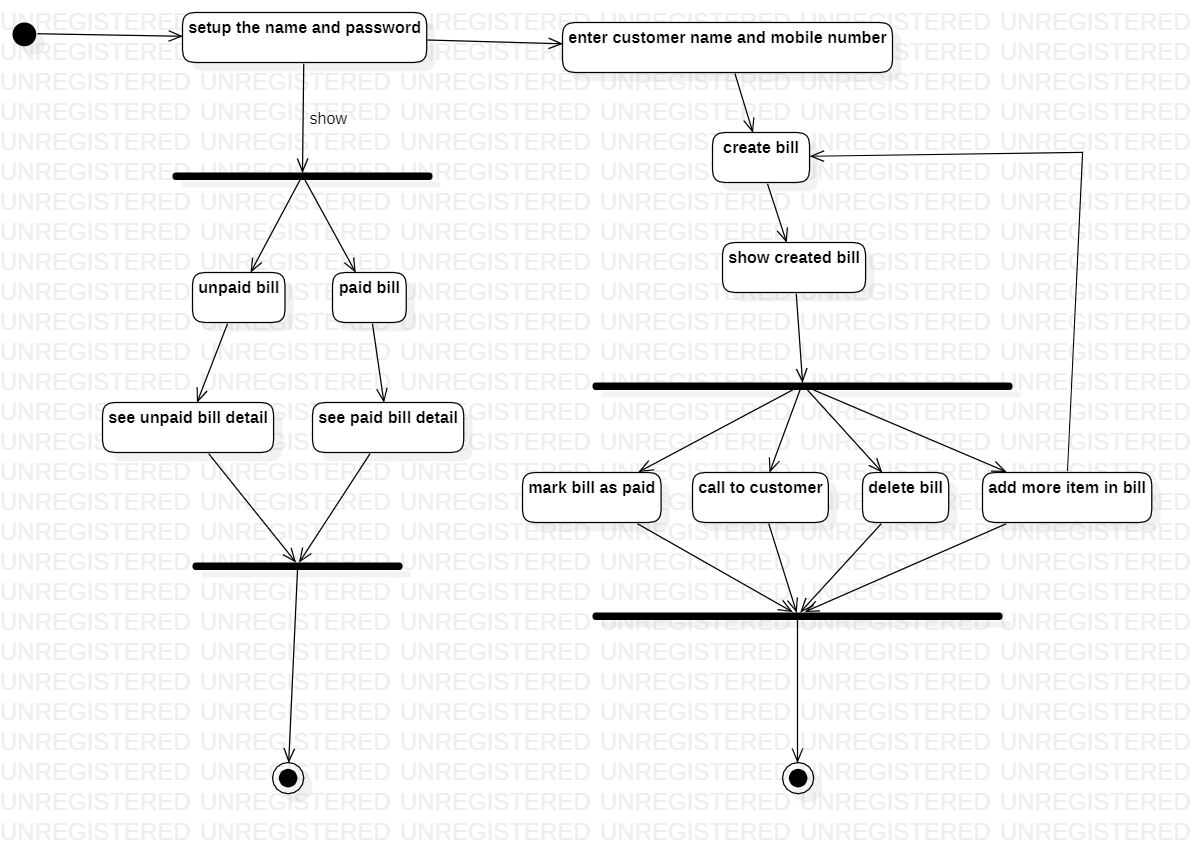 setup the name and password
enter customer name and mobile number
show
create bill
show created bill
unpaid bill
paid bill
see unpaid bill detail
see paid bill detail
mark bill as paid
call to customer
delete bill
add more item in bill
UNREGISTERED